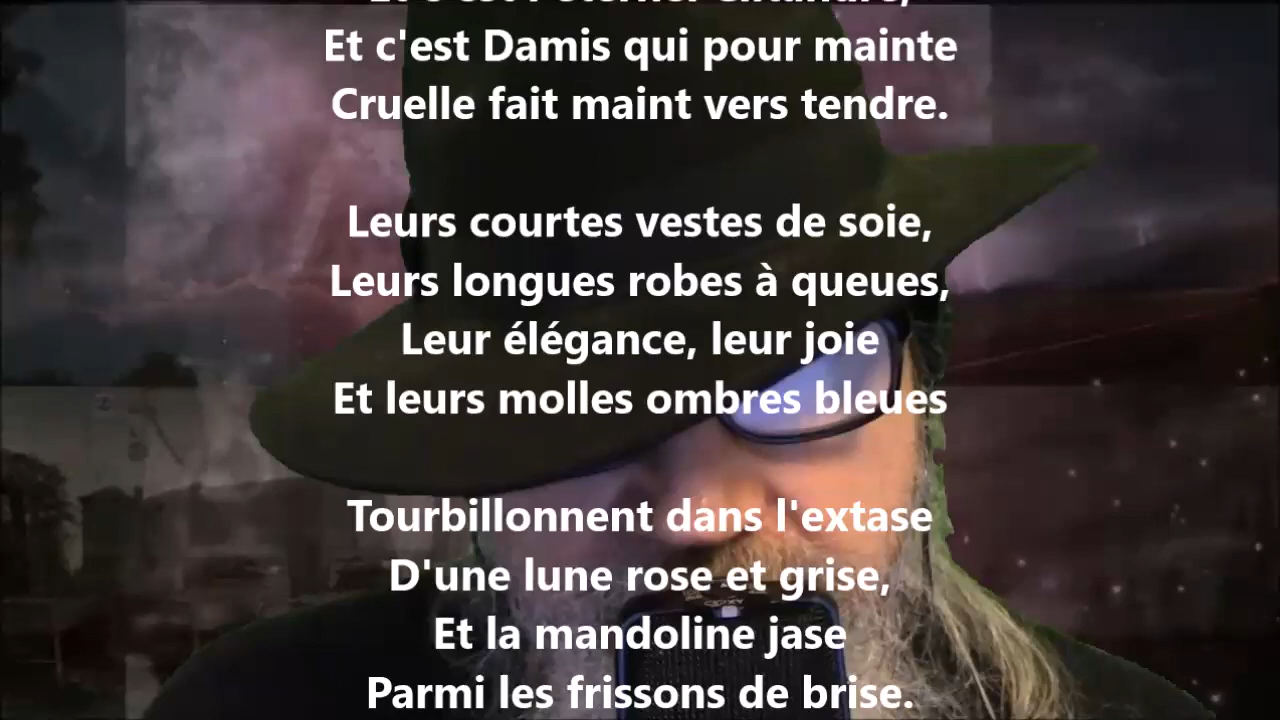 Et c'est Damis qui pour mainte
Cruelle fait maint vers tendre.
Leurs courtes vestes de soie,
Leurs longues robes à queues,
Leur élégance, leur joie
Et leurs molles ombres bleues
Tourbillonnent dans l'extase
D'une lune rose et grise,
Et la mandoline jase
Parmi les frissons de brise.